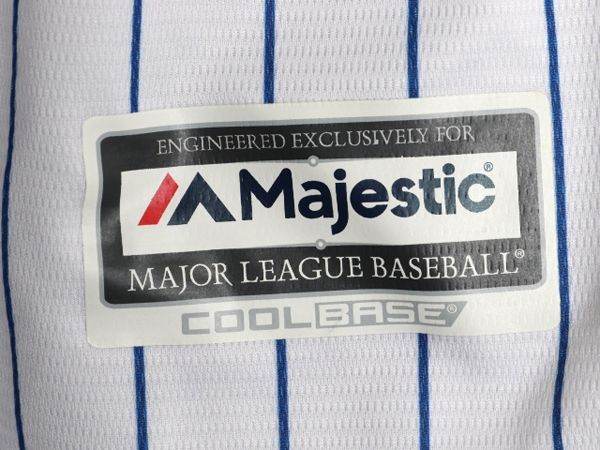 ENGINEERED EXCLUSIVELY FOR
Majestic®
MAJOR LEAGUE BASEBALL®
COOLBASE®